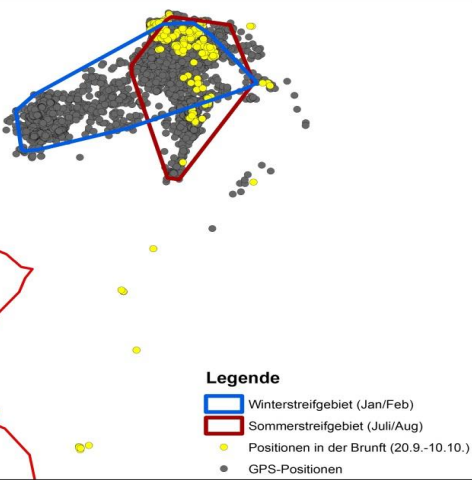 Legende
Winterstreifgebiet (Jan/Feb)
Sommerstreifgebiet (Juli/Aug)
Positionen in der Brunft (20.9.-10.10.)
GPS-Positionen